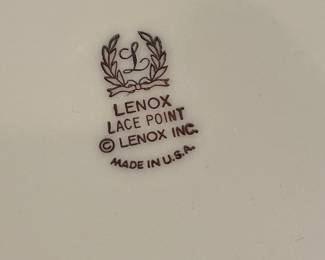 L
LENOX
LACE POINT
© LENOX INC.
MADE IN U.S.A.